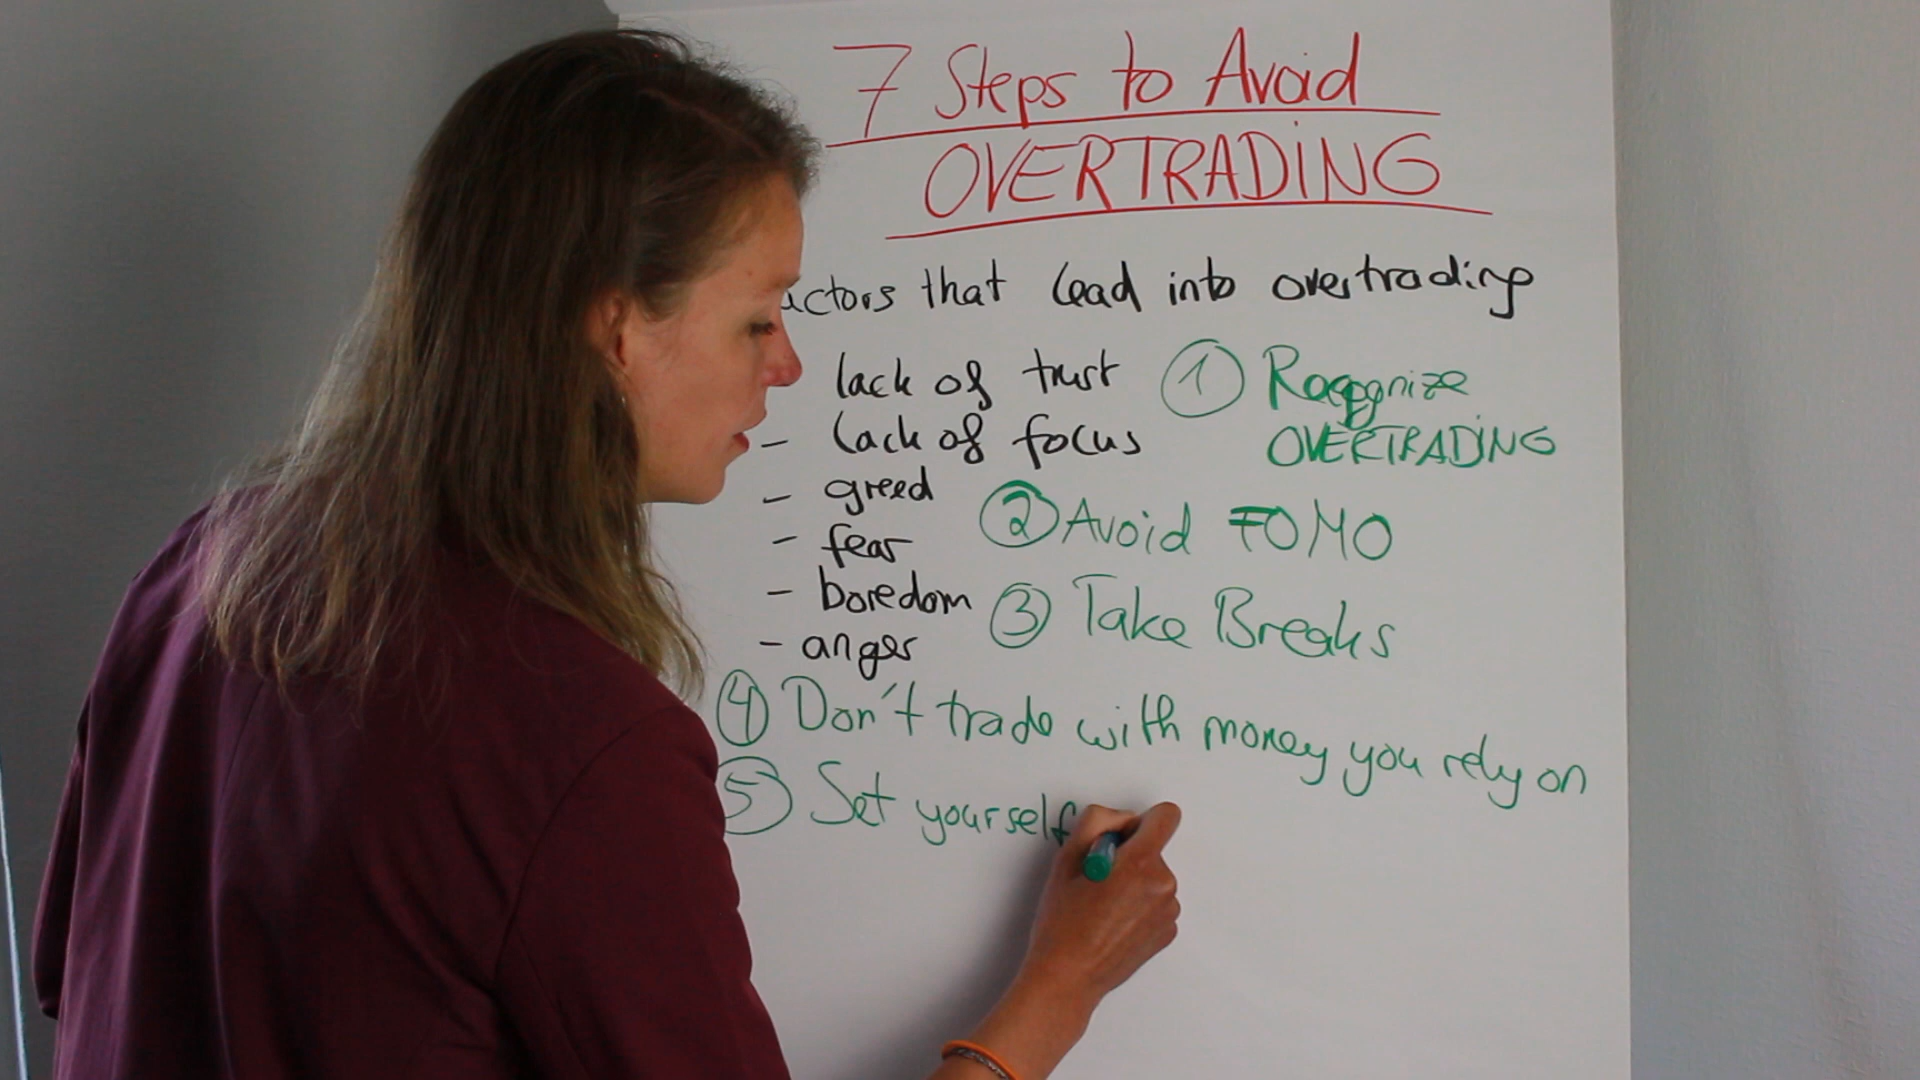 7 Steps to Avoid
OVERTRADING
actors that lead into overtrading
lack of trust
- lack of focus
- greed
- fear
- boredom
- anger
① Recognize
OVERTRADING
② Avoid FOMO
③ Take Breaks
④ Don't trade with money you rely on
⑤ Set yourself